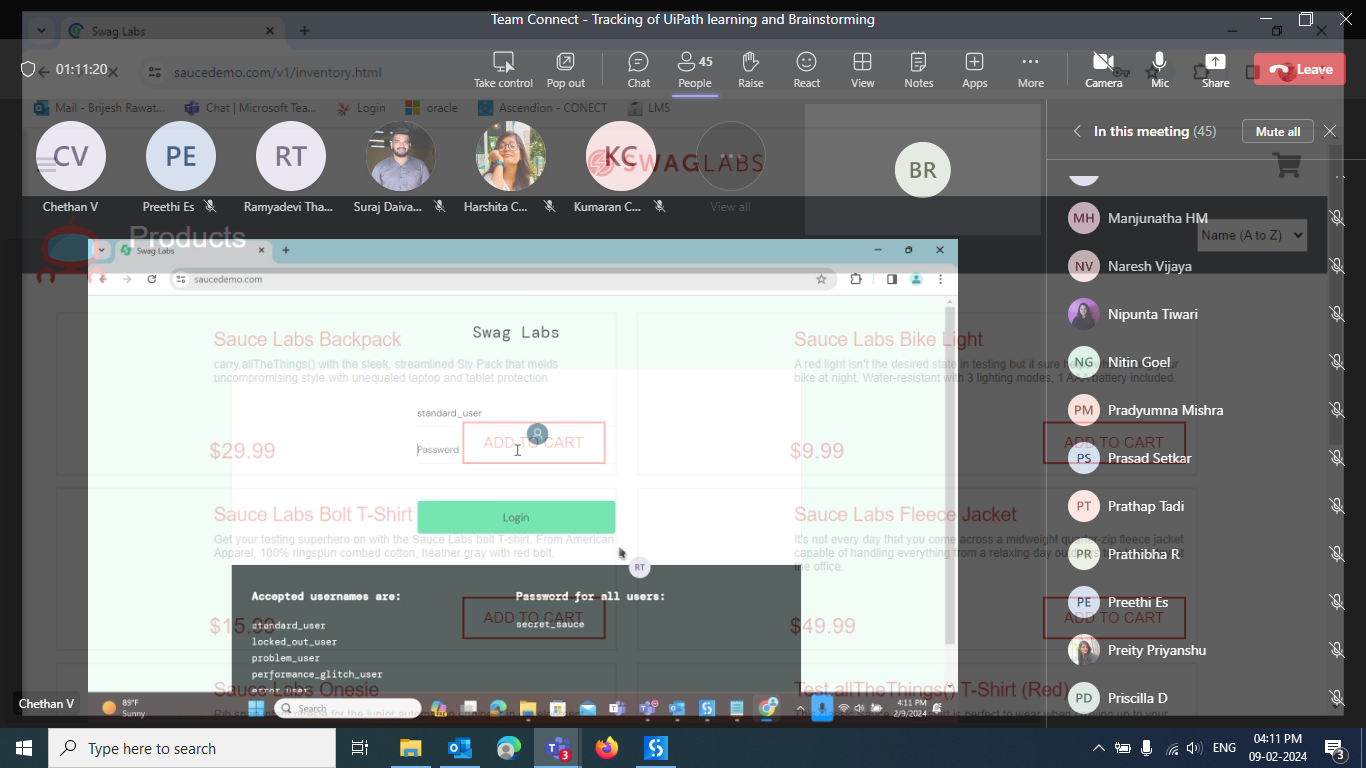 Team Connect - Tracking of UiPath learning and Brainstorming
Swag Labs
01:11:20
saucedemo.com/v1/inventory.html
Take control
Pop out
Chat
45
People
Raise
React
View
Notes
Apps
More
Camera
Mic
Share
Leave
Mail - Brijesh Rawat...
Chat | Microsoft Tea...
Login
oracle
Ascendion - CONECT
LMS
In this meeting (45)
Mute all
CV
PE
RT
KC
SWAGLABS
BR
Chethan V
Preethi Es
Ramyadevi Tha...
Suraj Daiva...
Harshita C...
Kumaran C...
View all
MH
Manjunatha HM
Name (A to Z)
Products
Swag Labs
NV
Naresh Vijaya
saucedemo.com
Nipunta Tiwari
Swag Labs
Sauce Labs Backpack
Sauce Labs Bike Light
carry.allTheThings() with the sleek, streamlined Sly Pack that melds
uncompromising style with unequaled laptop and tablet protection.
A red light isn't the desired state in testing but it sure
bike at night. Water-resistant with 3 lighting modes, 1 AAA battery included.
NG
Nitin Goel
standard_user
PM
Pradyumna Mishra
Password
ADD TO CART
$29.99
$9.99
ADD TO CART
PS
Prasad Setkar
Sauce Labs Bolt T-Shirt
Login
Sauce Labs Fleece Jacket
PT
Prathap Tadi
Get your testing superhero on with the Sauce Labs bolt T-shirt. From American
Apparel, 100% ringspun combed cotton, heather gray with red bolt.
It's not every day that you come across a midweight quarter-zip fleece jacket
capable of handling everything from a relaxing day
the office.
PR
Prathibha R
RT
Accepted usernames are:
Password for all users:
PE
Preethi Es
standard_user
secret_sauce
$15.99
ADD TO CART
$49.99
ADD TO CART
locked_out_user
problem_user
performance_glitch_user
error_user
Preity Priyanshu
Sauce Labs Onesie
Test.allTheThings() T-Shirt (Red)
PD
Priscilla D
Chethan V
89°F
Sunny
Search
4:11 PM
2/9/2024
Type here to search
3
ENG
04:11 PM
09-02-2024
3